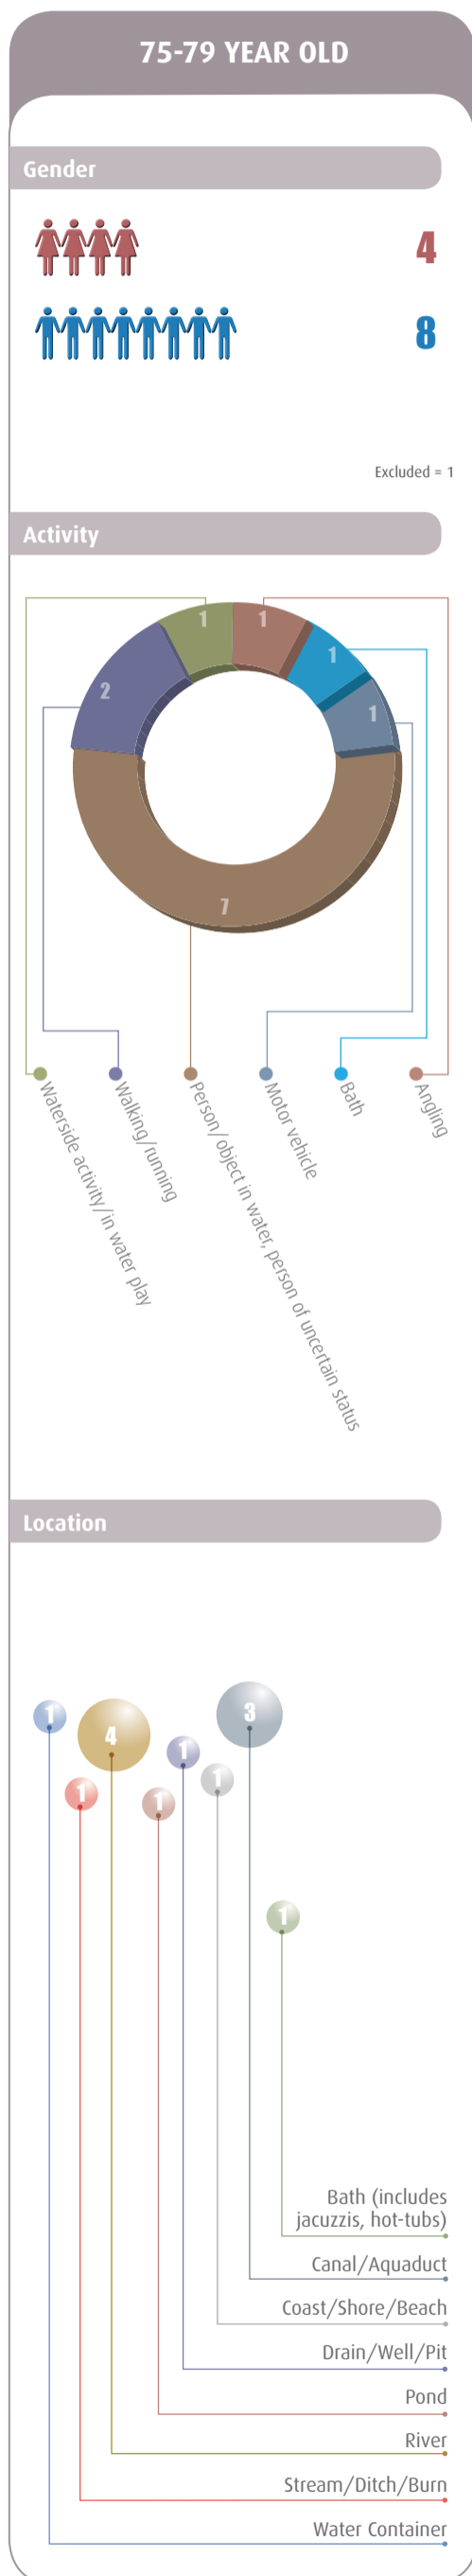 75-79 YEAR OLD
Gender
4
8
Excluded = 1
Activity
1
1
1
2
1
7
Waterside activity/in water play
Walking/running
Person/object in water, person of uncertain status
Motor vehicle
Bath
Angling
Location
1
3
4
1
1
1
1
1
Bath (includes
jacuzzis, hot-tubs)
Canal/Aquaduct
Coast/Shore/Beach
Drain/Well/Pit
Pond
River
Stream/Ditch/Burn
Water Container